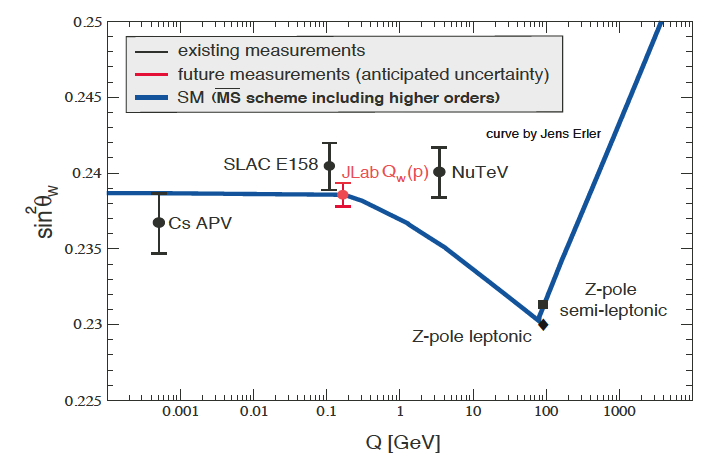 0.25
existing measurements
future measurements (anticipated uncertainty)
SM (MS scheme including higher orders)
0.245
curve by Jens Erler
SLAC E158
JLab Qw(p)
NuTeV
0.24
sin²θw
Cs APV
0.235
Z-pole
semi-leptonic
0.23
Z-pole leptonic
0.225
0.001 0.01 0.1 1 10 100 1000
Q [GeV]